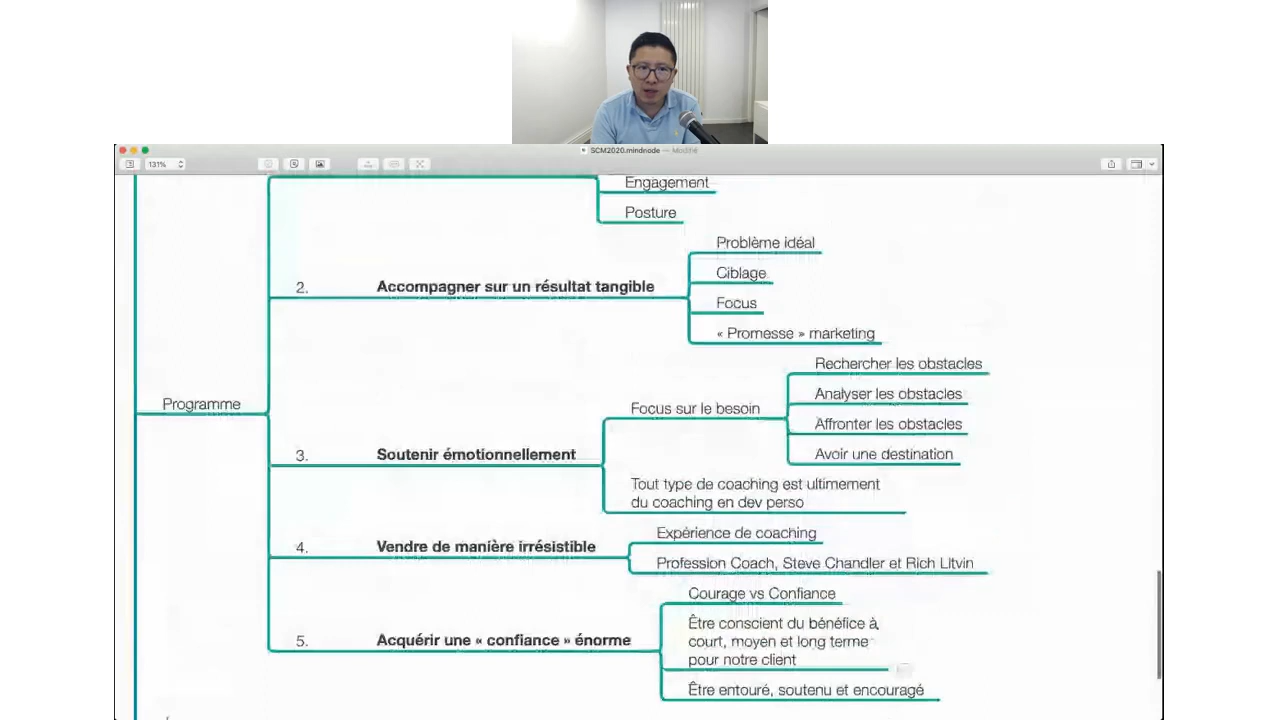 SCM2020.mindnode — Modifié
131%
Engagement
Posture
Problème idéal
2.
Accompagner sur un résultat tangible
Ciblage
Focus
« Promesse » marketing
Programme
Rechercher les obstacles
Focus sur le besoin
Analyser les obstacles
Affronter les obstacles
3.
Soutenir émotionnellement
Avoir une destination
Tout type de coaching est ultimement
du coaching en dev perso
4.
Vendre de manière irrésistible
Expérience de coaching
Profession Coach, Steve Chandler et Rich Litvin
Courage vs Confiance
5.
Acquérir une « confiance » énorme
Être conscient du bénéfice à
court, moyen et long terme
pour notre client
Être entouré, soutenu et encouragé